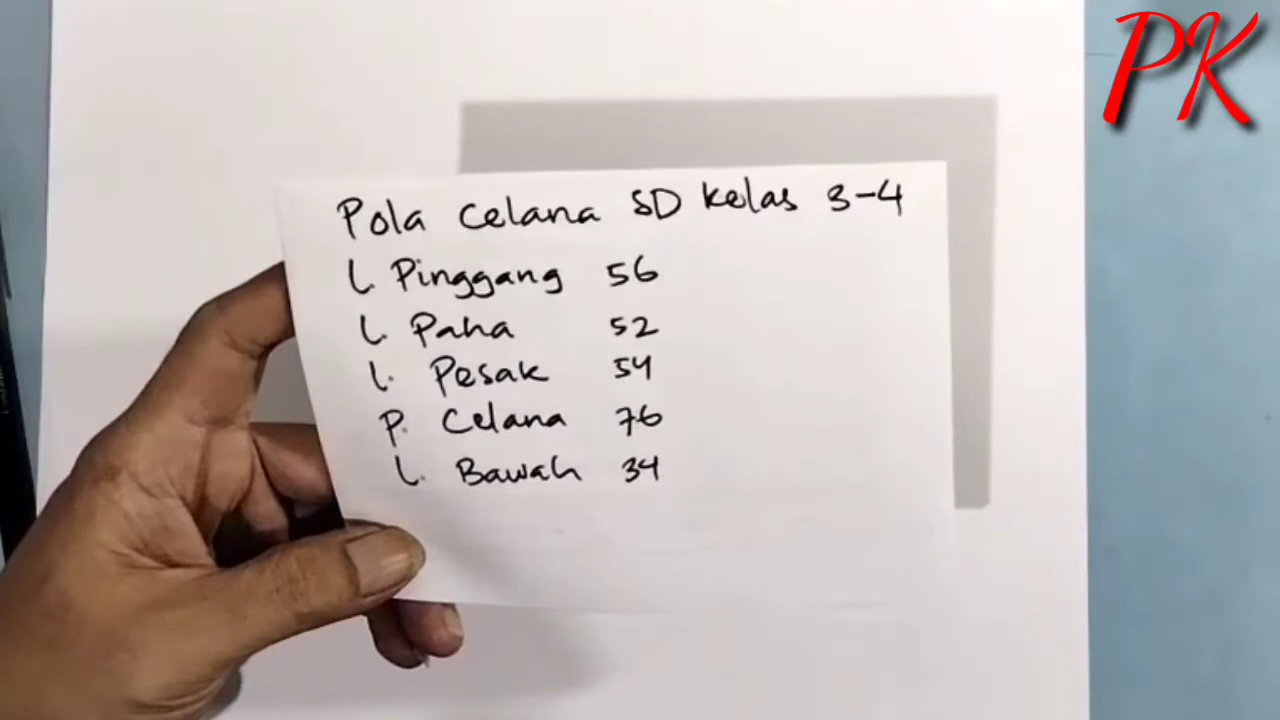 PK
Pola Celana SD Kelas 3-4
L. Pinggang 56
L. Paha 52
L. Pesak 54
P. Celana 76
L. Bawah 34